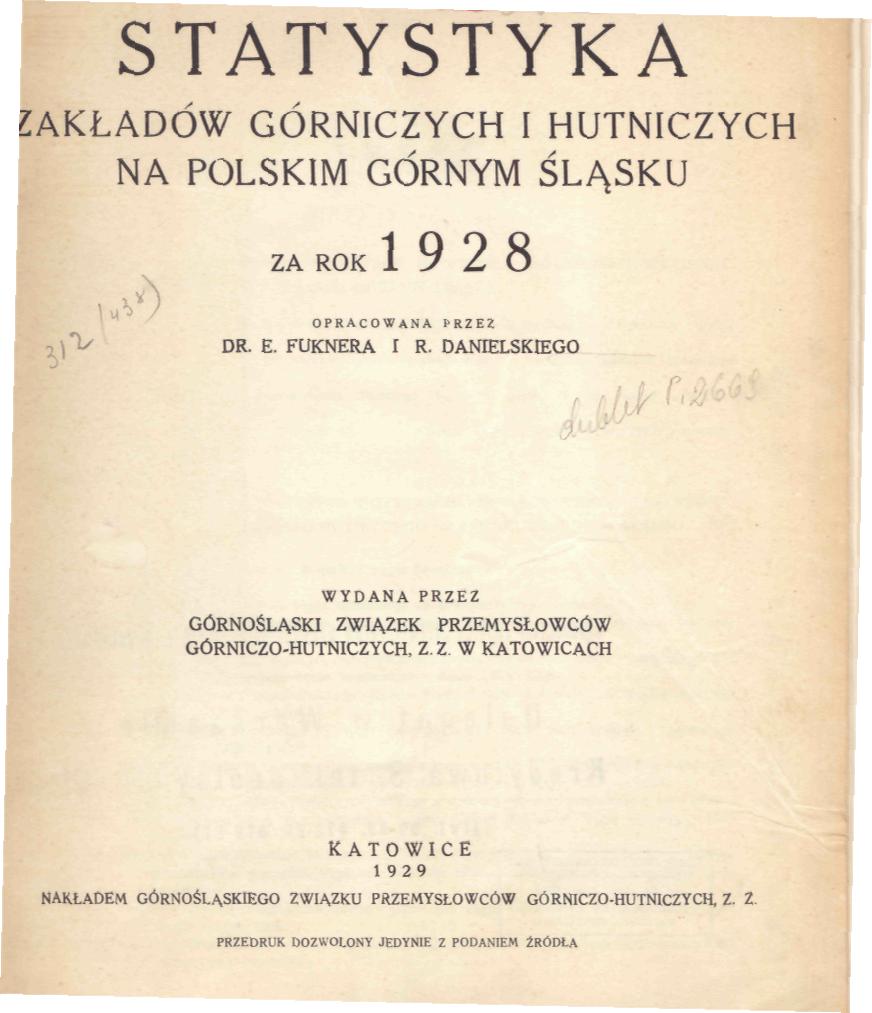 STATYSTYKA
ZAKŁADÓW GÓRNICZYCH I HUTNICZYCH
NA POLSKIM GÓRNYM ŚLĄSKU
ZA ROK 1928
OPRACOWANA PRZEZ
DR. E. FUKNERA I R. DANIELSKIEGO
312 (438)
dublet P. 2669
WYDANA PRZEZ
GÓRNOŚLĄSKI ZWIĄZEK PRZEMYSŁOWCÓW
GÓRNICZO-HUTNICZYCH, Z. Z. W KATOWICACH
KATOWICE
1929
NAKŁADEM GÓRNOŚLĄSKIEGO ZWIĄZKU PRZEMYSŁOWCÓW GÓRNICZO-HUTNICZYCH, Z. Z.
PRZEDRUK DOZWOLONY JEDYNIE Z PODANIEM ŹRÓDŁA